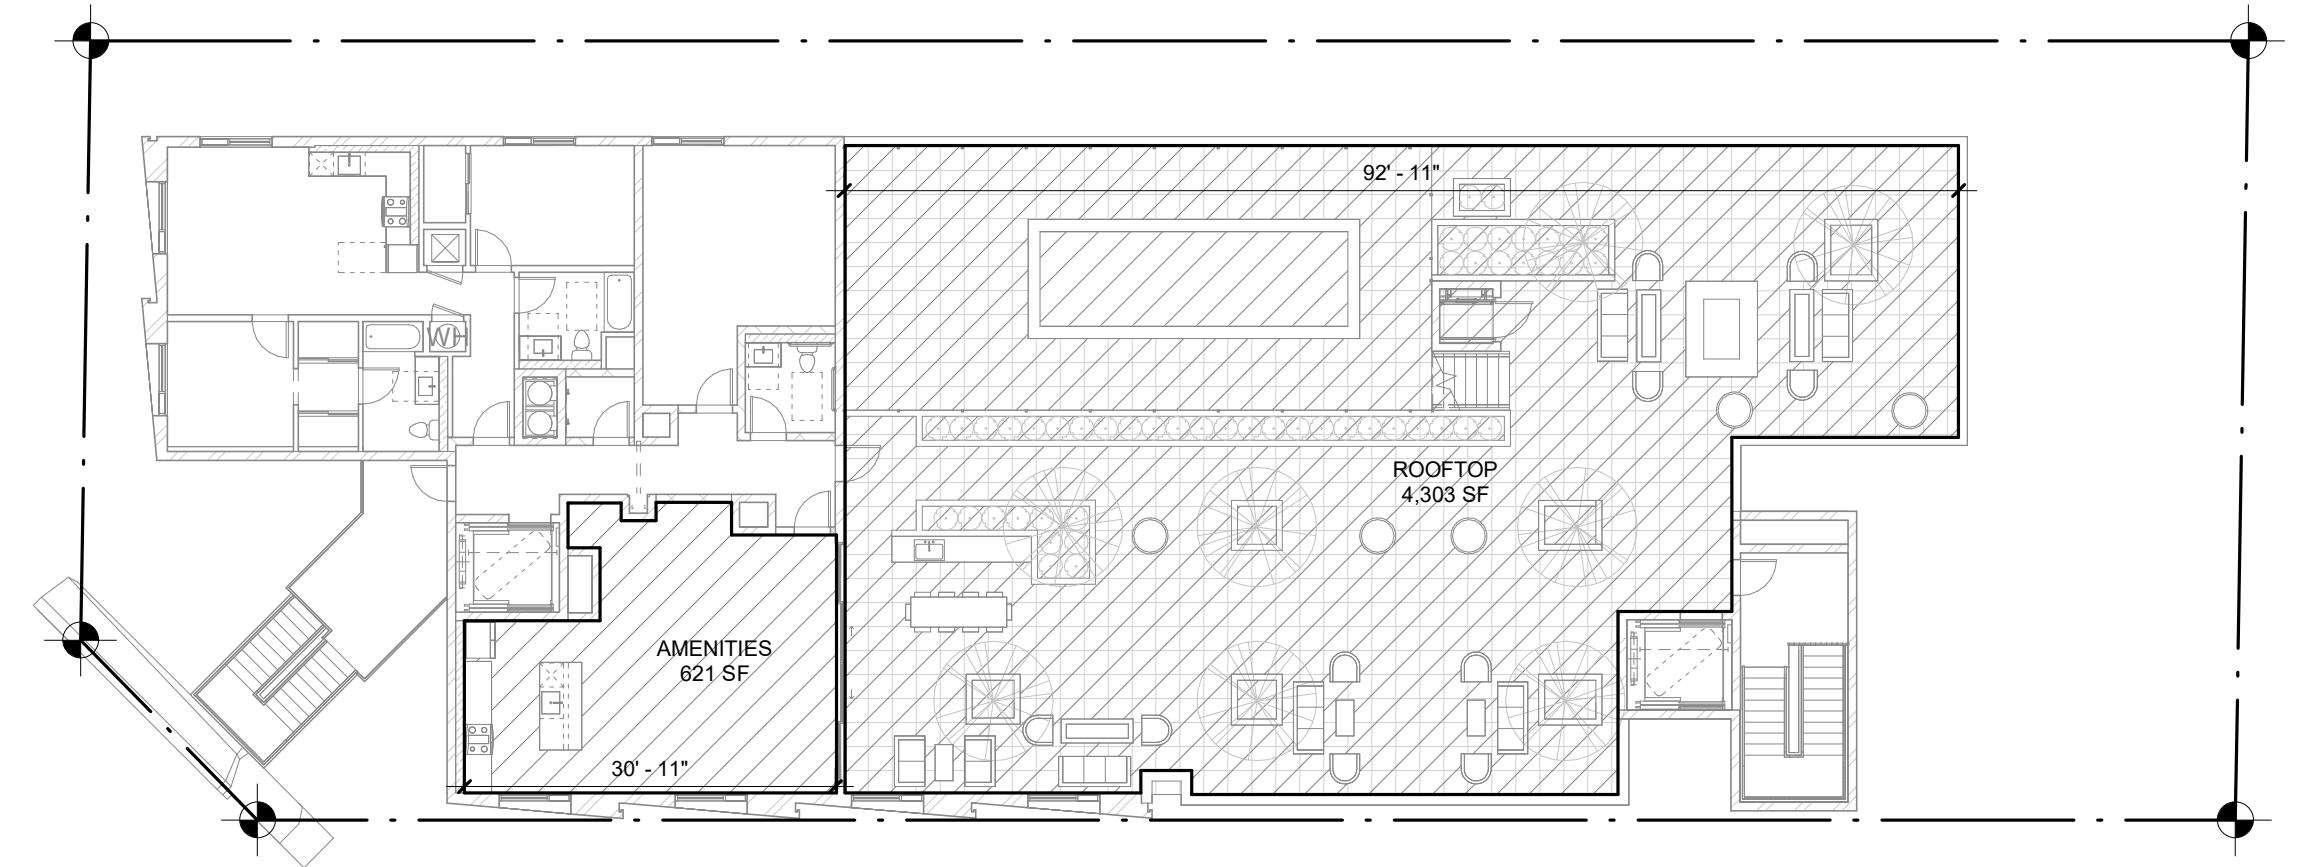 92' - 11"
WH
ROOFTOP
4,303 SF
AMENITIES
621 SF
30' - 11"